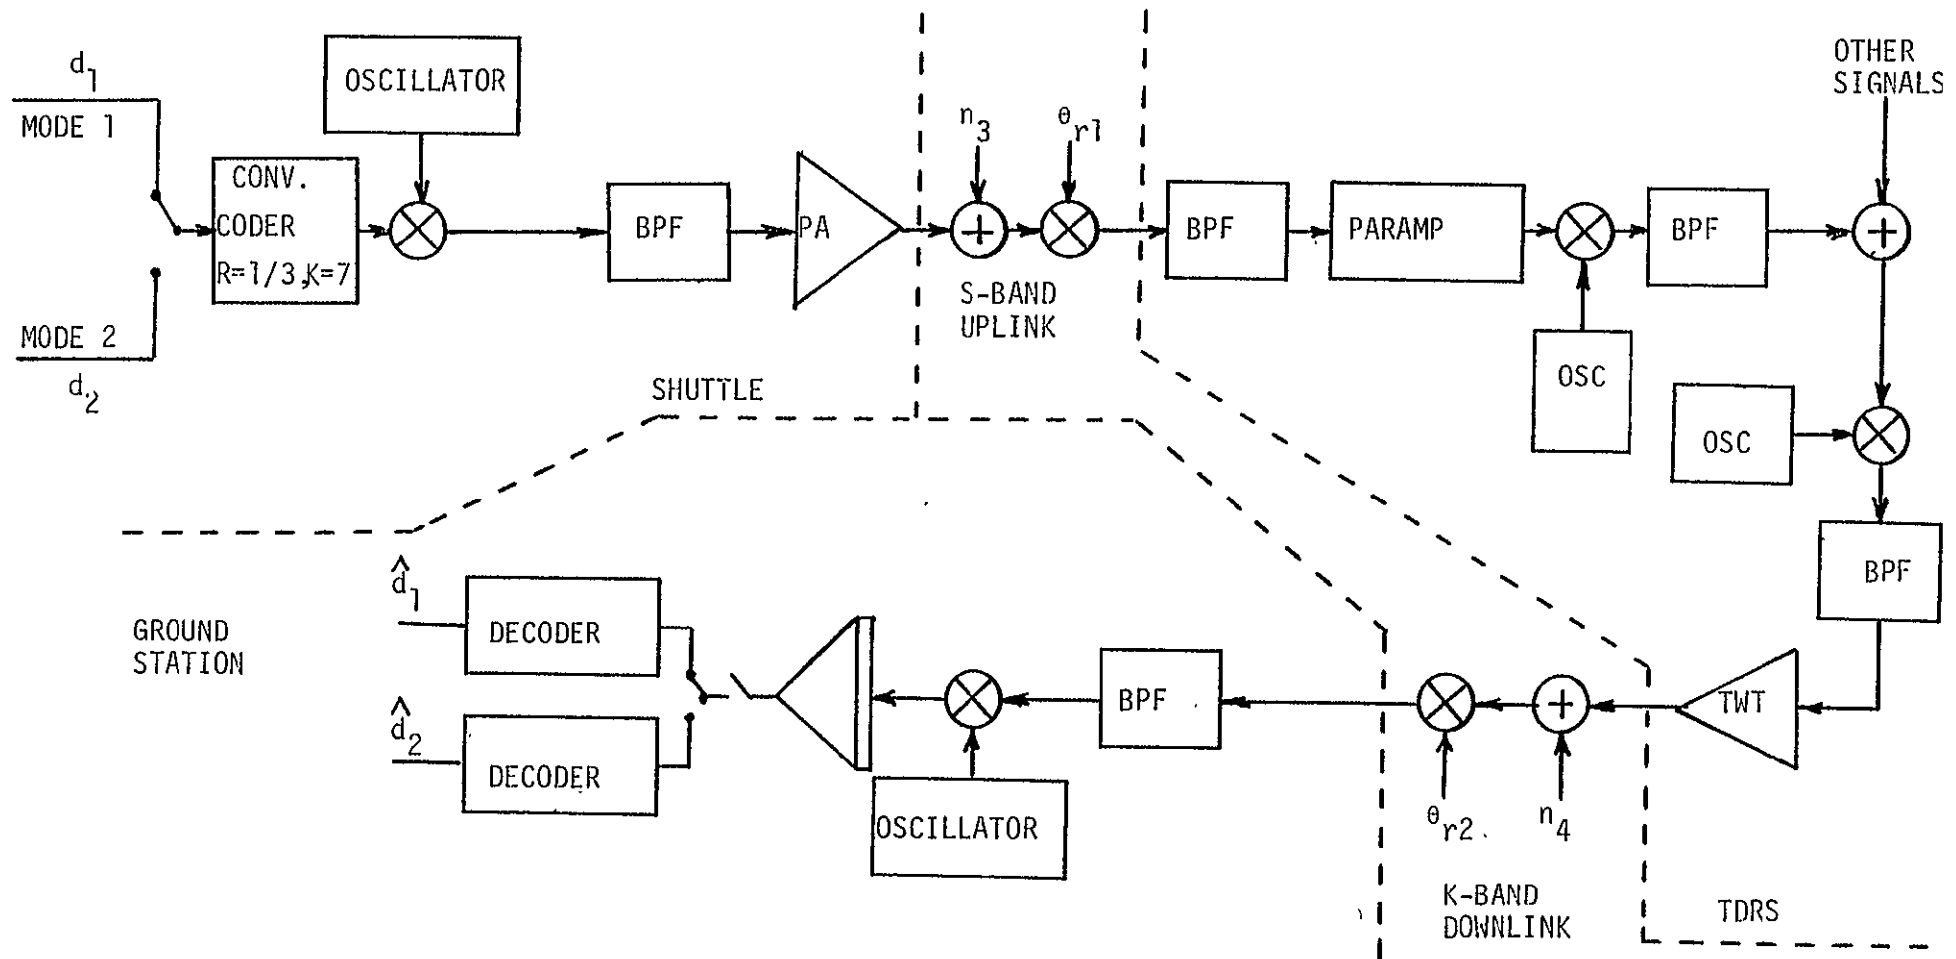 d1
MODE 1
MODE 2
d2
CONV.
CODER
R=1/3,K=7
OSCILLATOR
BPF
PA
n3
θr1
S-BAND
UPLINK
SHUTTLE
BPF
PARAMP
OSC
BPF
OTHER
SIGNALS
OSC
BPF
TWT
TDRS
n4
θr2
K-BAND
DOWNLINK
BPF
OSCILLATOR
DECODER
DECODER
d̂1
d̂2
GROUND
STATION